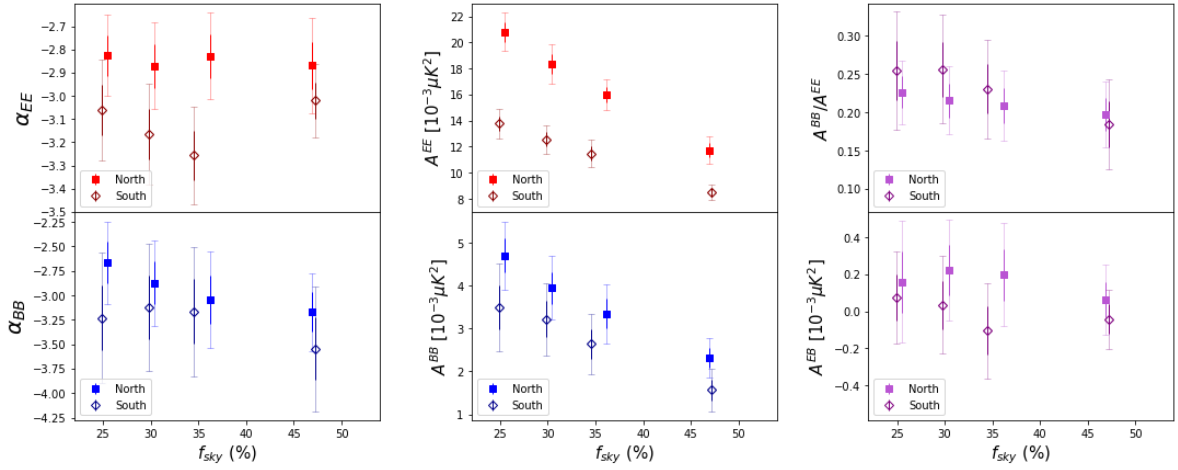 −2.7
−2.8
−2.9
−3.0
−3.1
−3.2
−3.3
−3.4
−3.5
α_EE
North
South
−2.25
−2.50
−2.75
−3.00
−3.25
−3.50
−3.75
−4.00
−4.25
α_BB
North
South
25 30 35 40 45 50
f_sky (%)
22
20
18
16
14
12
10
8
A^EE [10^−3 μK^2]
North
South
5
4
3
2
1
A^BB [10^−3 μK^2]
North
South
25 30 35 40 45 50
f_sky (%)
0.30
0.25
0.20
0.15
0.10
A^BB/A^EE
North
South
0.4
0.2
0.0
−0.2
−0.4
A^EB [10^−3 μK^2]
North
South
25 30 35 40 45 50
f_sky (%)